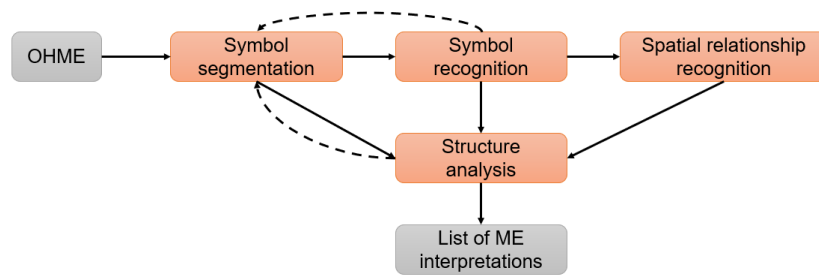 OHME
Symbol
segmentation
Symbol
recognition
Spatial relationship
recognition
Structure
analysis
List of ME
interpretations